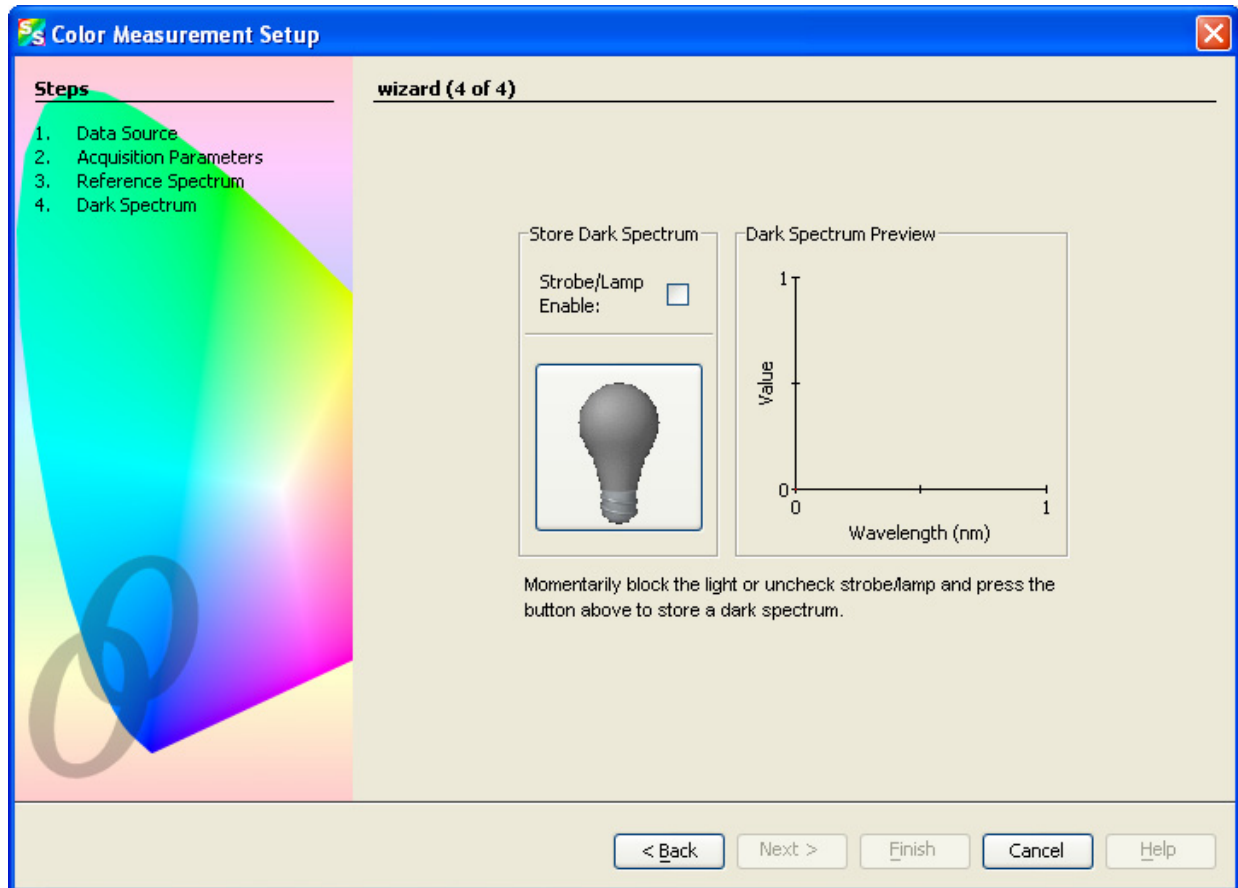 Color Measurement Setup
Steps
1. Data Source
2. Acquisition Parameters
3. Reference Spectrum
4. Dark Spectrum
wizard (4 of 4)
Store Dark Spectrum
Strobe/Lamp
Enable:
Dark Spectrum Preview
1
Value
0
0
1
Wavelength (nm)
Momentarily block the light or uncheck strobe/lamp and press the
button above to store a dark spectrum.
< Back
Next >
Finish
Cancel
Help